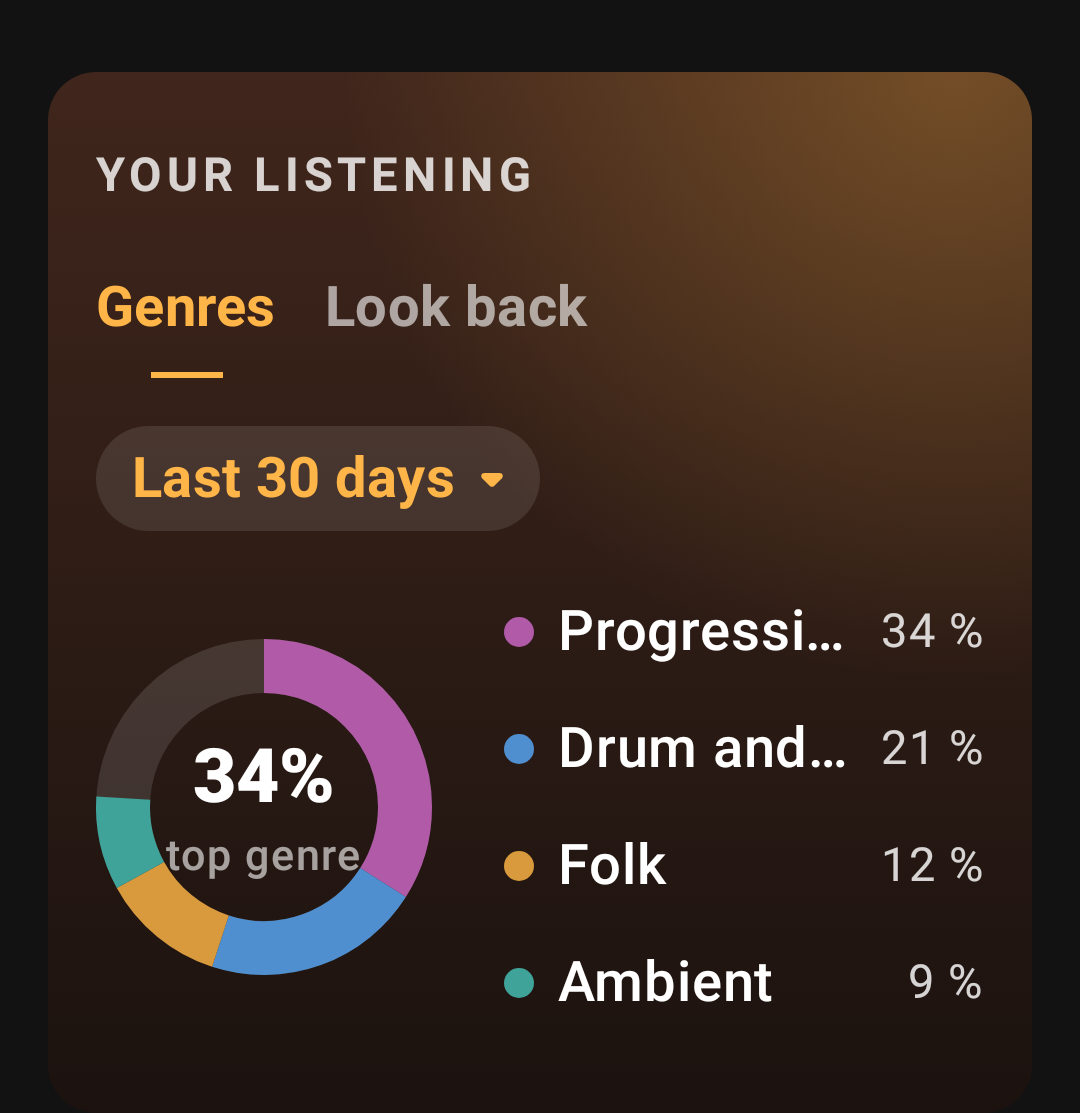 YOUR LISTENING
Genres Look back
Last 30 days
Progressi… 34 %
Drum and… 21 %
Folk 12 %
Ambient 9 %
34%
top genre